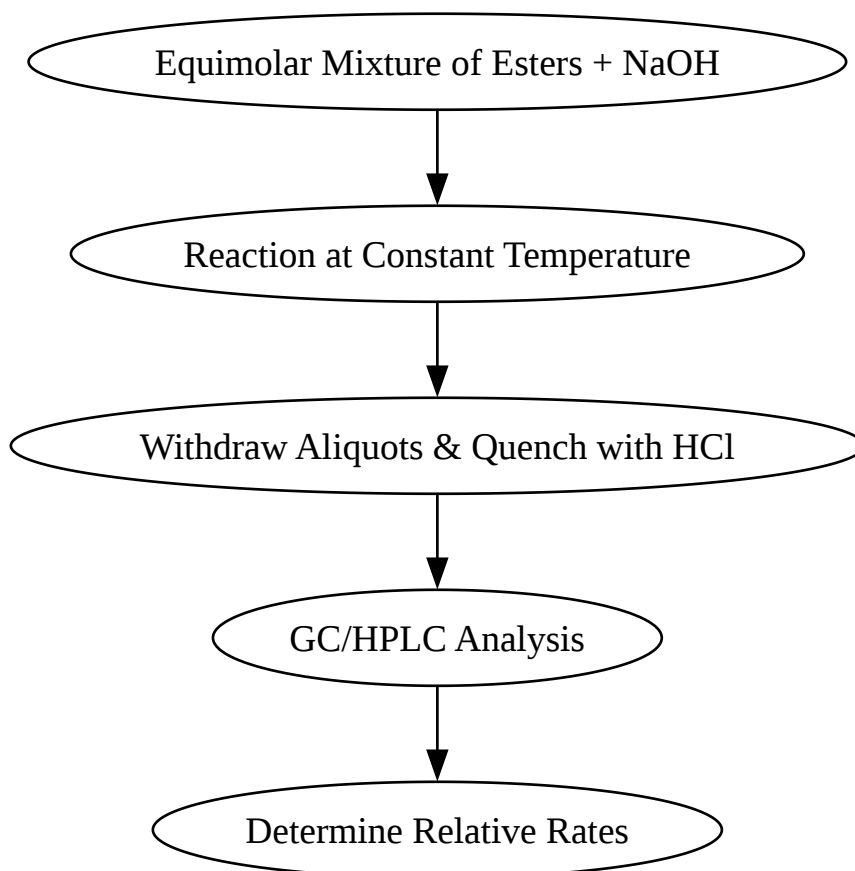 Equimolar Mixture of Esters + NaOH
Reaction at Constant Temperature
Withdraw Aliquots & Quench with HCl
GC/HPLC Analysis
Determine Relative Rates